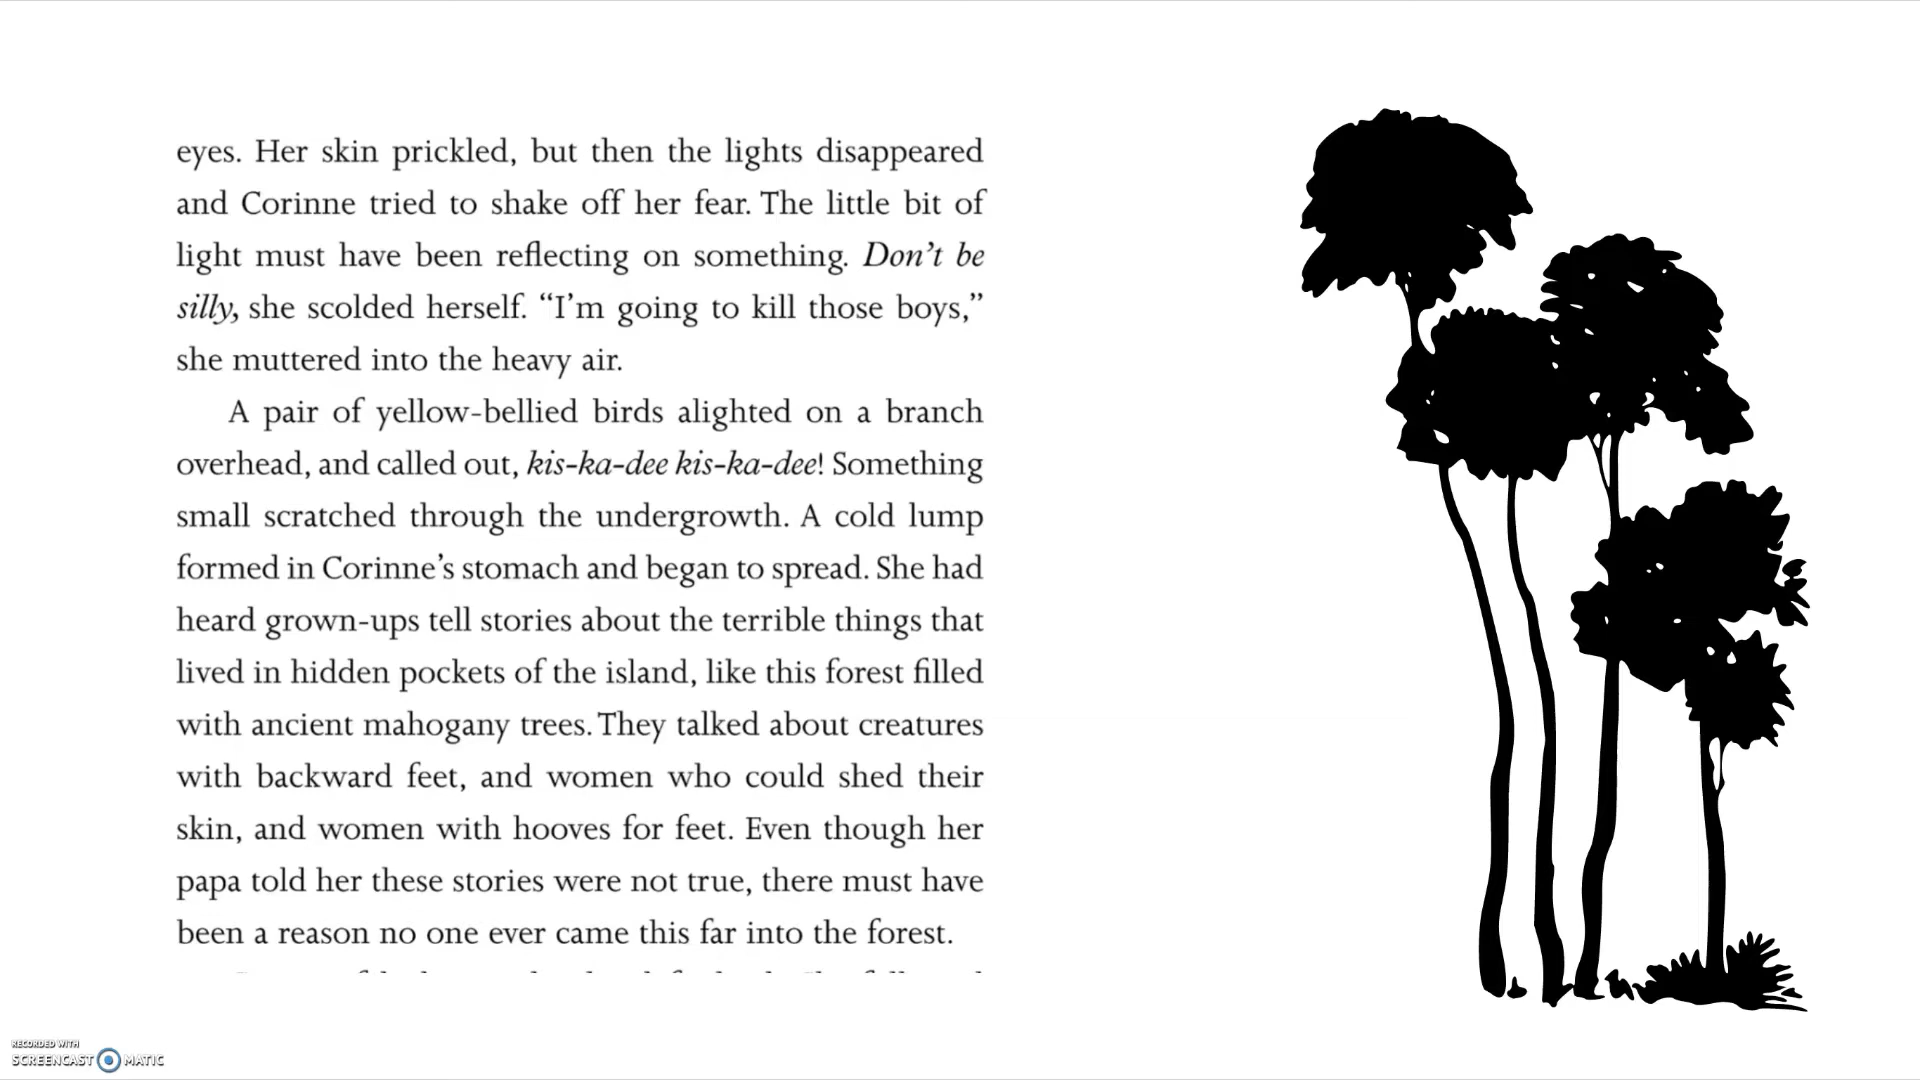 eyes. Her skin prickled, but then the lights disappeared
and Corinne tried to shake off her fear. The little bit of
light must have been reflecting on something. Don’t be
silly, she scolded herself. “I’m going to kill those boys,”
she muttered into the heavy air.
A pair of yellow-bellied birds alighted on a branch
overhead, and called out, kis-ka-dee kis-ka-dee! Something
small scratched through the undergrowth. A cold lump
formed in Corinne’s stomach and began to spread. She had
heard grown-ups tell stories about the terrible things that
lived in hidden pockets of the island, like this forest filled
with ancient mahogany trees. They talked about creatures
with backward feet, and women who could shed their
skin, and women with hooves for feet. Even though her
papa told her these stories were not true, there must have
been a reason no one ever came this far into the forest.
RECORDED WITH
SCREENCAST MATIC